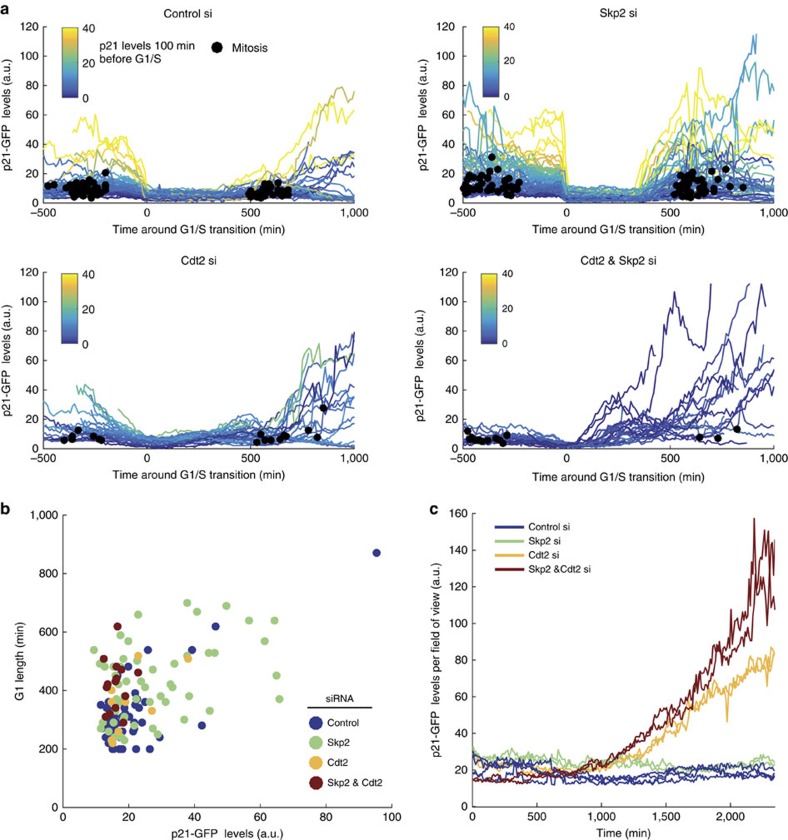 a
Control si
Skp2 si
p21-GFP levels (a.u.)
120
100
80
60
40
20
0
40
20
0
p21 levels 100 min
before G1/S
Mitosis
−500
0
500
1,000
Time around G1/S transition (min)
p21-GFP levels (a.u.)
120
100
80
60
40
20
0
40
20
0
−500
0
500
1,000
Time around G1/S transition (min)
Cdt2 si
Cdt2 & Skp2 si
p21-GFP levels (a.u.)
120
100
80
60
40
20
0
40
20
0
−500
0
500
1,000
Time around G1/S transition (min)
p21-GFP levels (a.u.)
120
100
80
60
40
20
0
40
20
0
−500
0
500
1,000
Time around G1/S transition (min)
b
G1 length (min)
1,000
800
600
400
200
0
siRNA
Control
Skp2
Cdt2
Skp2 & Cdt2
0
20
40
60
80
100
p21-GFP levels (a.u.)
c
p21-GFP levels per field of view (a.u.)
160
140
120
100
80
60
40
20
0
Control si
Skp2 si
Cdt2 si
Skp2 &Cdt2 si
0
500
1,000
1,500
2,000
Time (min)